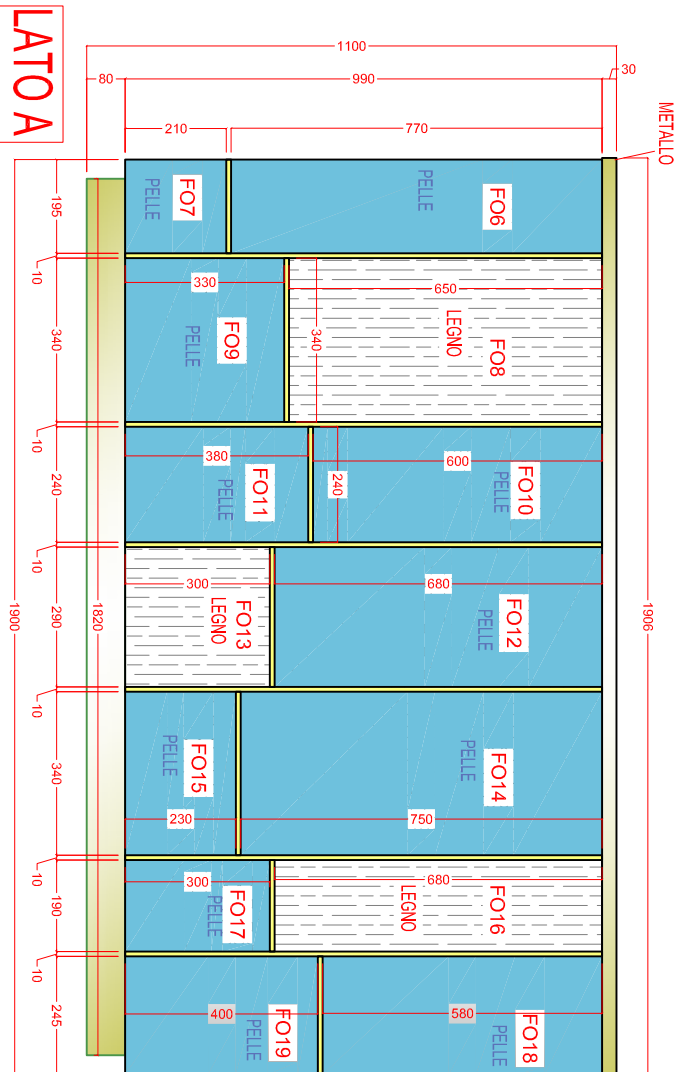 LATO A
METALLO
1906
1100
30
80
990
210
770
FO6
PELLE
FO7
PELLE
650
FO8
LEGNO
340
330
FO9
PELLE
600
FO10
PELLE
240
380
FO11
PELLE
680
FO12
PELLE
300
FO13
LEGNO
750
FO14
PELLE
230
FO15
PELLE
680
FO16
LEGNO
300
FO17
PELLE
580
FO18
PELLE
400
FO19
PELLE
195
10
340
10
240
10
290
10
340
10
190
10
245
1820
1900